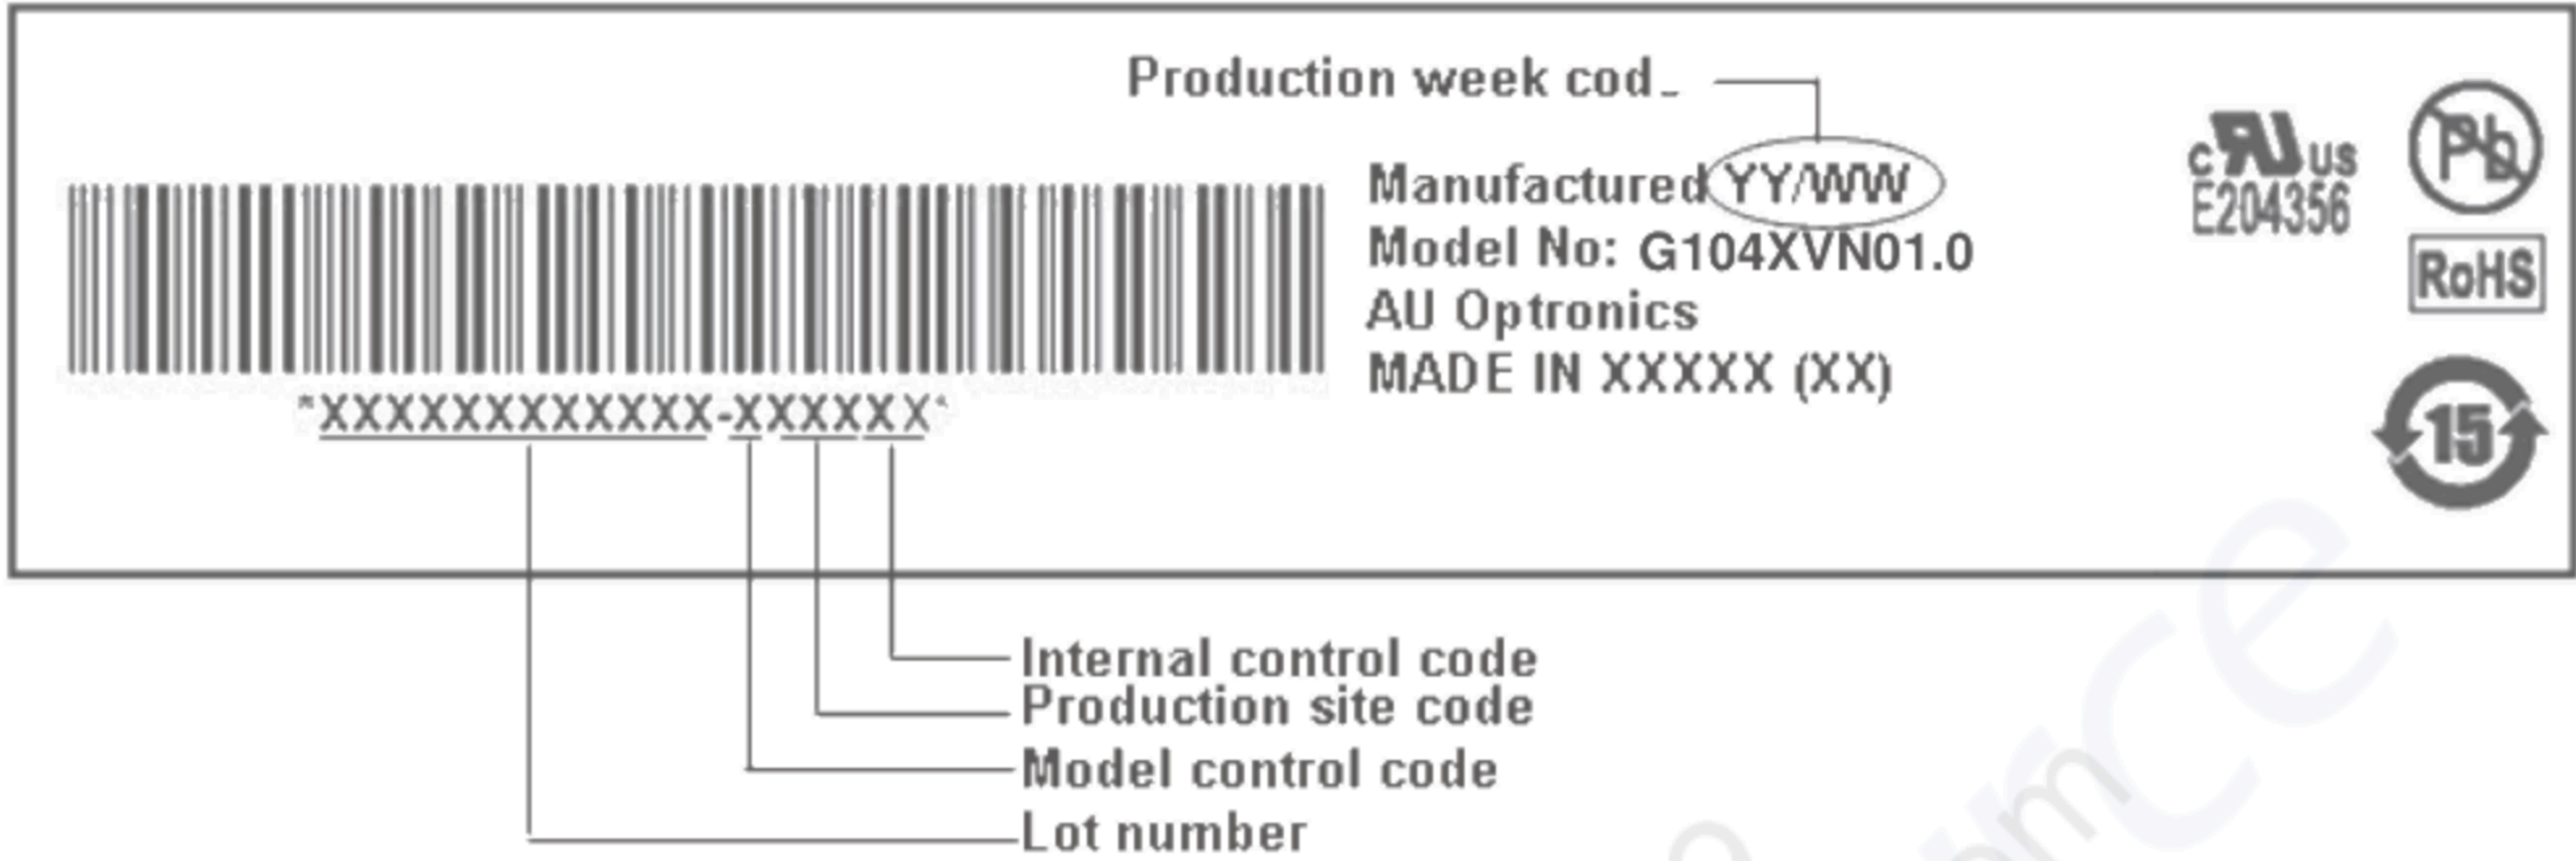 Production week cod_
Manufactured YY/WW
Model No: G104XVN01.0
AU Optronics
MADE IN XXXXX (XX)
*XXXXXXXXXXXX-XXXXXX*
c RU US
E204356
Pb
RoHS
15
Internal control code
Production site code
Model control code
Lot number